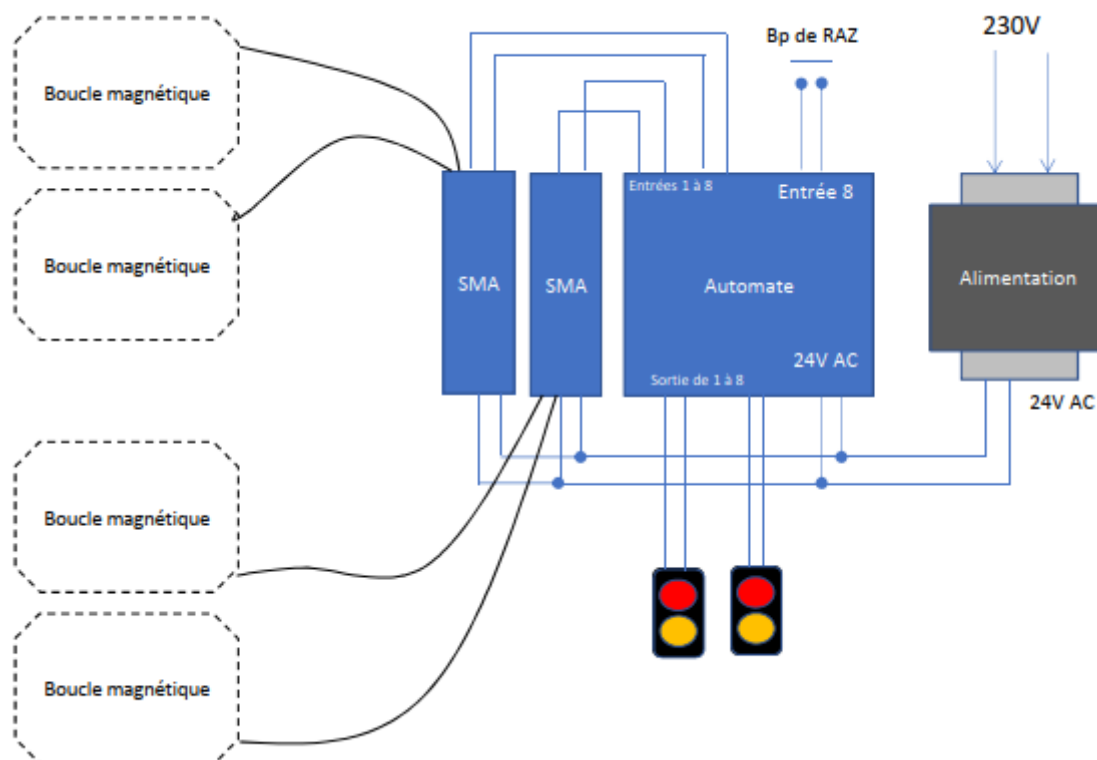 Boucle magnétique
Boucle magnétique
Boucle magnétique
Boucle magnétique
SMA
SMA
Bp de RAZ
Entrées 1 à 8
Entrée 8
Automate
24V AC
Sortie de 1 à 8
230V
Alimentation
24V AC